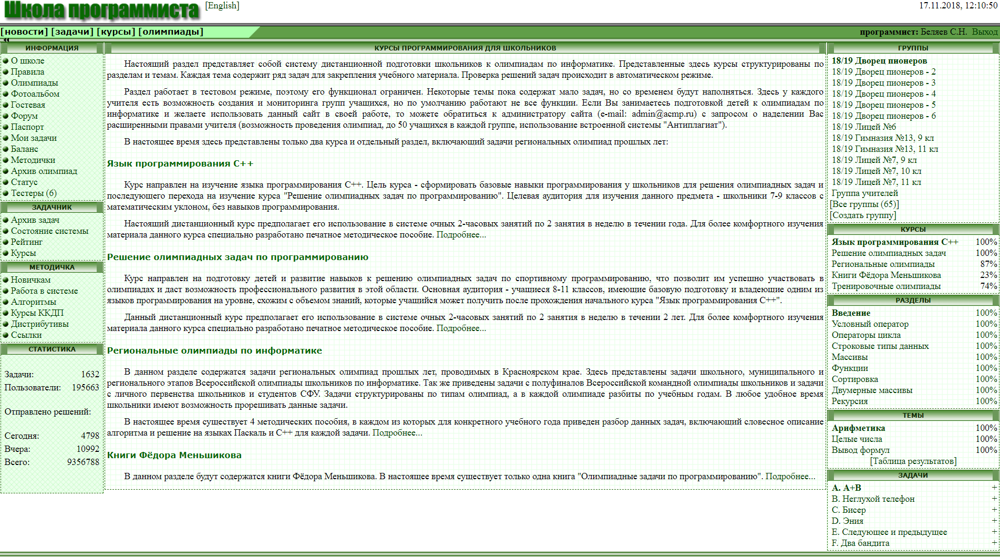 Школа программиста
[English]
17.11.2018, 12:10:50
[новости] [задачи] [курсы] [олимпиады]
программист: Беляев С.Н. Выход
ИНФОРМАЦИЯ
О школе
Правила
Олимпиады
Фотоальбом
Гостевая
Форум
Паспорт
Мои задачи
Баланс
Методички
Архив олимпиад
Статус
Тестеры (6)
ЗАДАЧНИК
Архив задач
Состояние системы
Рейтинг
Курсы
МЕТОДИЧКА
Новичкам
Работа в системе
Алгоритмы
Курсы ККДП
Дистрибутивы
Ссылки
СТАТИСТИКА
Задачи: 1632
Пользователи: 195663
Отправлено решений:
Сегодня: 4798
Вчера: 10992
Всего: 9356788
КУРСЫ ПРОГРАММИРОВАНИЯ ДЛЯ ШКОЛЬНИКОВ
Настоящий раздел представляет собой систему дистанционной подготовки школьников к олимпиадам по информатике. Представленные здесь курсы структурированы по
разделам и темам. Каждая тема содержит ряд задач для закрепления учебного материала. Проверка решений задач происходит в автоматическом режиме.
Раздел работает в тестовом режиме, поэтому его функционал ограничен. Некоторые темы пока содержат мало задач, но со временем будут наполняться. Здесь у каждого
учителя есть возможность создания и мониторинга групп учащихся, но по умолчанию работают не все функции. Если Вы занимаетесь подготовкой детей к олимпиадам по
информатике и желаете использовать данный сайт в своей работе, то можете обратиться к администратору сайта (e-mail: admin@acmp.ru) с запросом о наделении Вас
расширенными правами учителя (возможность проведения олимпиад, до 50 учащихся в каждой группе, использование встроенной системы "Антиплагиат").
В настоящее время здесь представлены только два курса и отдельный раздел, включающий задачи региональных олимпиад прошлых лет:
Язык программирования C++
Курс направлен на изучение языка программирования C++. Цель курса - сформировать базовые навыки программирования у школьников для решения олимпиадных задач и
последующего перехода на изучение курса "Решение олимпиадных задач по программированию". Целевая аудитория для изучения данного предмета - школьники 7-9 классов с
математическим уклоном, без навыков программирования.
Настоящий дистанционный курс предполагает его использование в системе очных 2-часовых занятий по 2 занятия в неделю в течении года. Для более комфортного изучения
материала данного курса специально разработано печатное методическое пособие. Подробнее...
Решение олимпиадных задач по программированию
Курс направлен на подготовку детей и развитие навыков к решению олимпиадных задач по спортивному программированию, что позволит им успешно участвовать в
олимпиадах и даст возможность профессионального развития в этой области. Основная аудитория - учащиеся 8-11 классов, имеющие базовую подготовку и владеющие одним из
языков программирования на уровне, схожим с объемом знаний, которые учащийся может получить после прохождения начального курса "Язык программирования C++".
Данный дистанционный курс предполагает его использование в системе очных 2-часовых занятий по 2 занятия в неделю в течении 2 лет. Для более комфортного изучения
материала данного курса специально разработано печатное методическое пособие. Подробнее...
Региональные олимпиады по информатике
В данном разделе содержатся задачи региональных олимпиад прошлых лет, проводимых в Красноярском крае. Здесь представлены задачи школьного, муниципального и
регионального этапов Всероссийской олимпиады школьников по информатике. Так же приведены задачи с полуфиналов Всероссийской командной олимпиады школьников и задачи
с личного первенства школьников и студентов СФУ. Задачи структурированы по типам олимпиад, а в каждой олимпиаде разбиты по учебным годам. В любое удобное время
школьники имеют возможность прорешивать данные задачи.
В настоящее время существует 4 методических пособия, в каждом из которых для конкретного учебного года приведен разбор данных задач, включающий словесное описание
алгоритма и решение на языках Паскаль и C++ для каждой задачи. Подробнее...
Книги Фёдора Меньшикова
В данном разделе будут содержатся книги Фёдора Меньшикова. В настоящее время существует только одна книга "Олимпиадные задачи по программированию". Подробнее...
ГРУППЫ
18/19 Дворец пионеров
18/19 Дворец пионеров - 2
18/19 Дворец пионеров - 3
18/19 Дворец пионеров - 4
18/19 Дворец пионеров - 5
18/19 Дворец пионеров - 6
18/19 Лицей №6
18/19 Гимназия №13, 9 кл
18/19 Гимназия №13, 11 кл
18/19 Лицей №7, 9 кл
18/19 Лицей №7, 10 кл
18/19 Лицей №7, 11 кл
Группа учителей
[Все группы (65)]
[Создать группу]
КУРСЫ
Язык программирования C++ 100%
Решение олимпиадных задач 100%
Региональные олимпиады 87%
Книги Фёдора Меньшикова 23%
Тренировочные олимпиады 74%
РАЗДЕЛЫ
Введение 100%
Условный оператор 100%
Операторы цикла 100%
Строковые типы данных 100%
Массивы 100%
Функции 100%
Сортировка 100%
Двумерные массивы 100%
Рекурсия 100%
ТЕМЫ
Арифметика 100%
Целые числа 100%
Вывод формул 100%
[Таблица результатов]
ЗАДАЧИ
A. A+B +
B. Неглухой телефон +
C. Бисер +
D. Эния +
E. Следующее и предыдущее +
F. Два бандита +